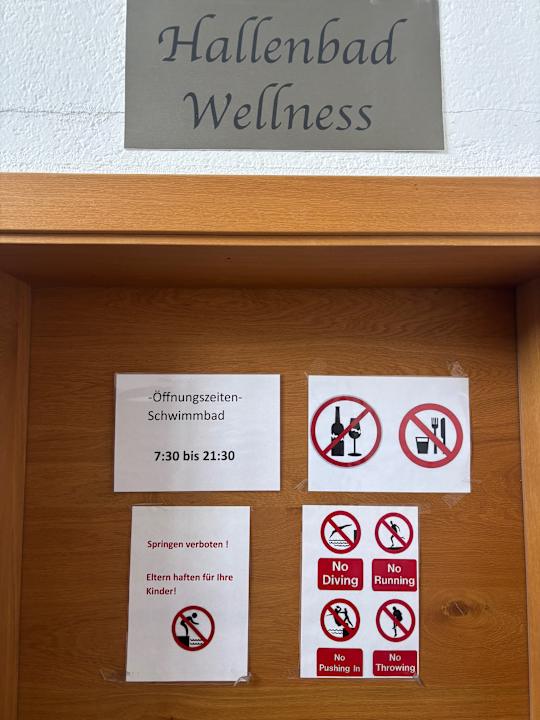 Hallenbad
Wellness
-Öffnungszeiten-
Schwimmbad
7:30 bis 21:30
Springen verboten !
Eltern haften für Ihre
Kinder!
No
Diving
No
Running
No
Pushing In
No
Throwing